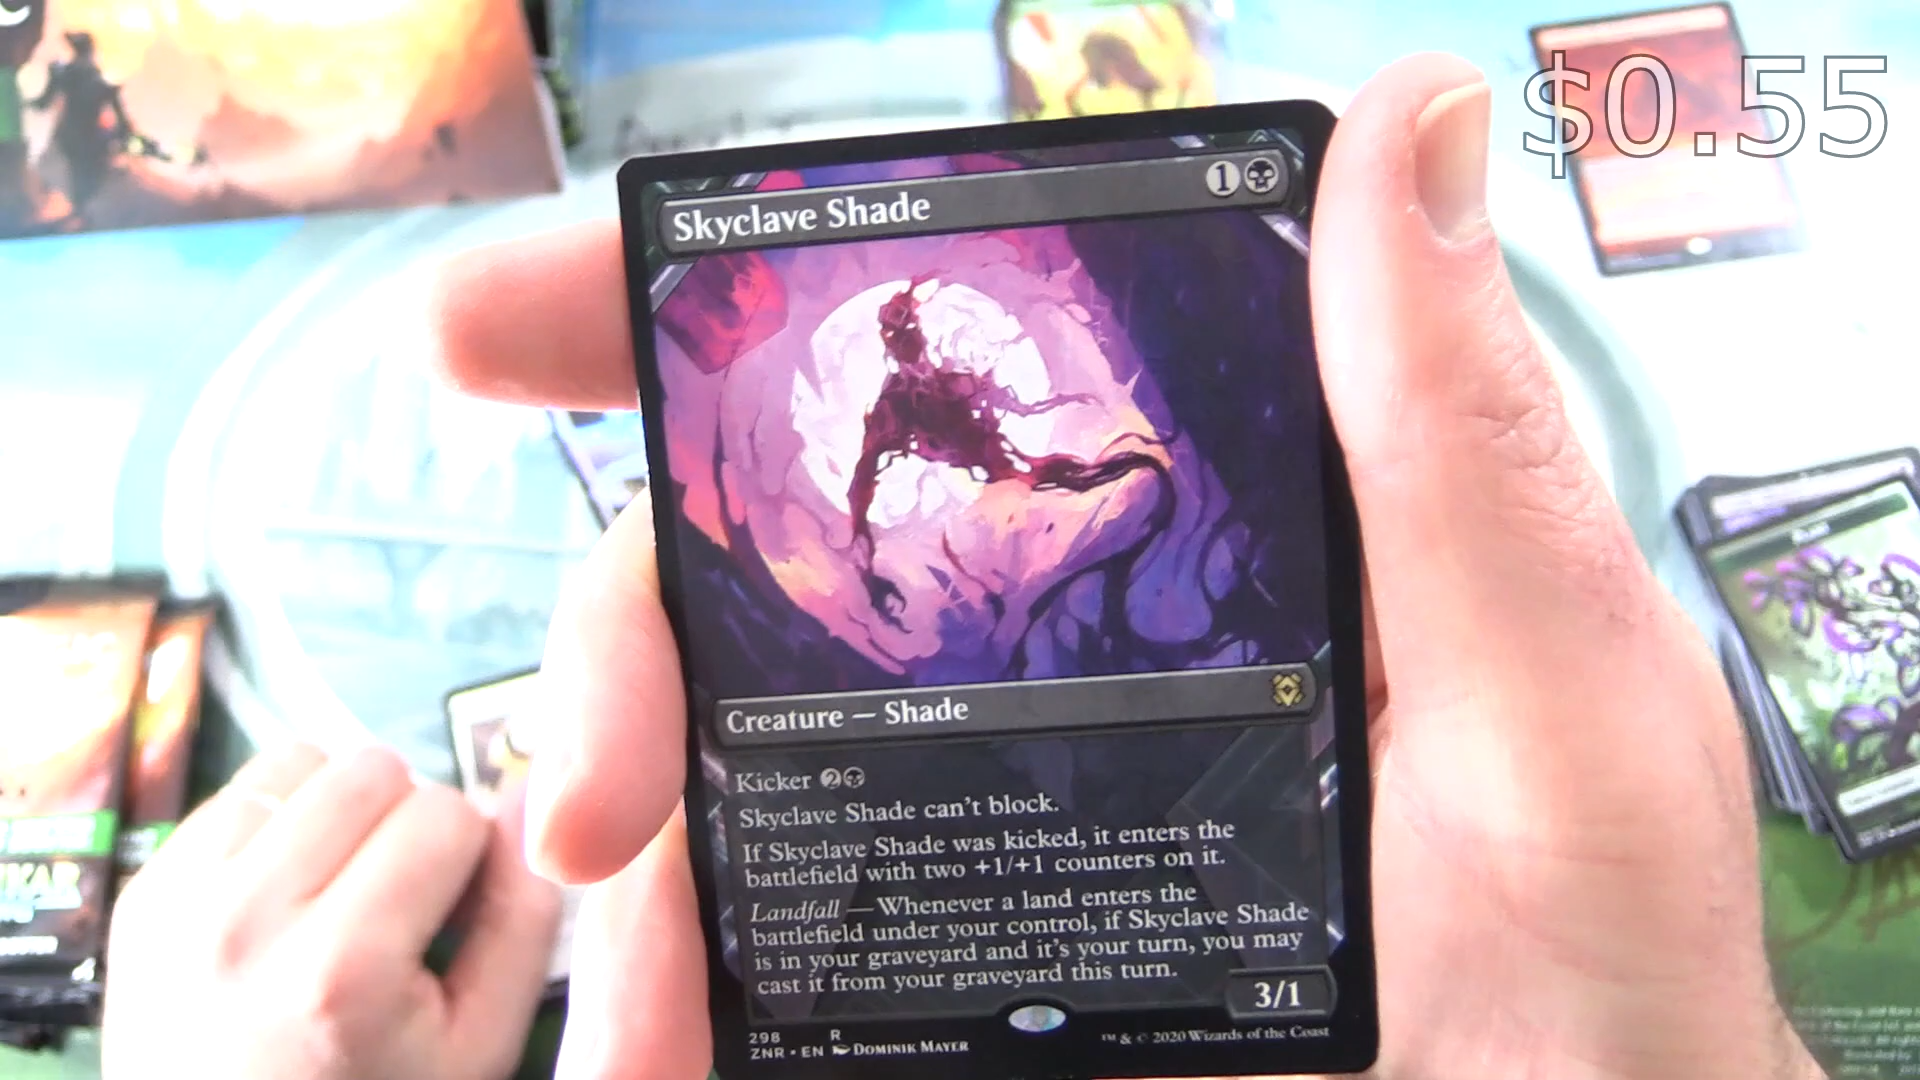 $0.55
Skyclave Shade
1
Creature — Shade
Kicker 2
Skyclave Shade can't block.
If Skyclave Shade was kicked, it enters the
battlefield with two +1/+1 counters on it.
Landfall — Whenever a land enters the
battlefield under your control, if Skyclave Shade
is in your graveyard and it's your turn, you may
cast it from your graveyard this turn.
3/1
298 R
ZNR • EN DOMINIK MAYER
™ & © 2020 Wizards of the Coast